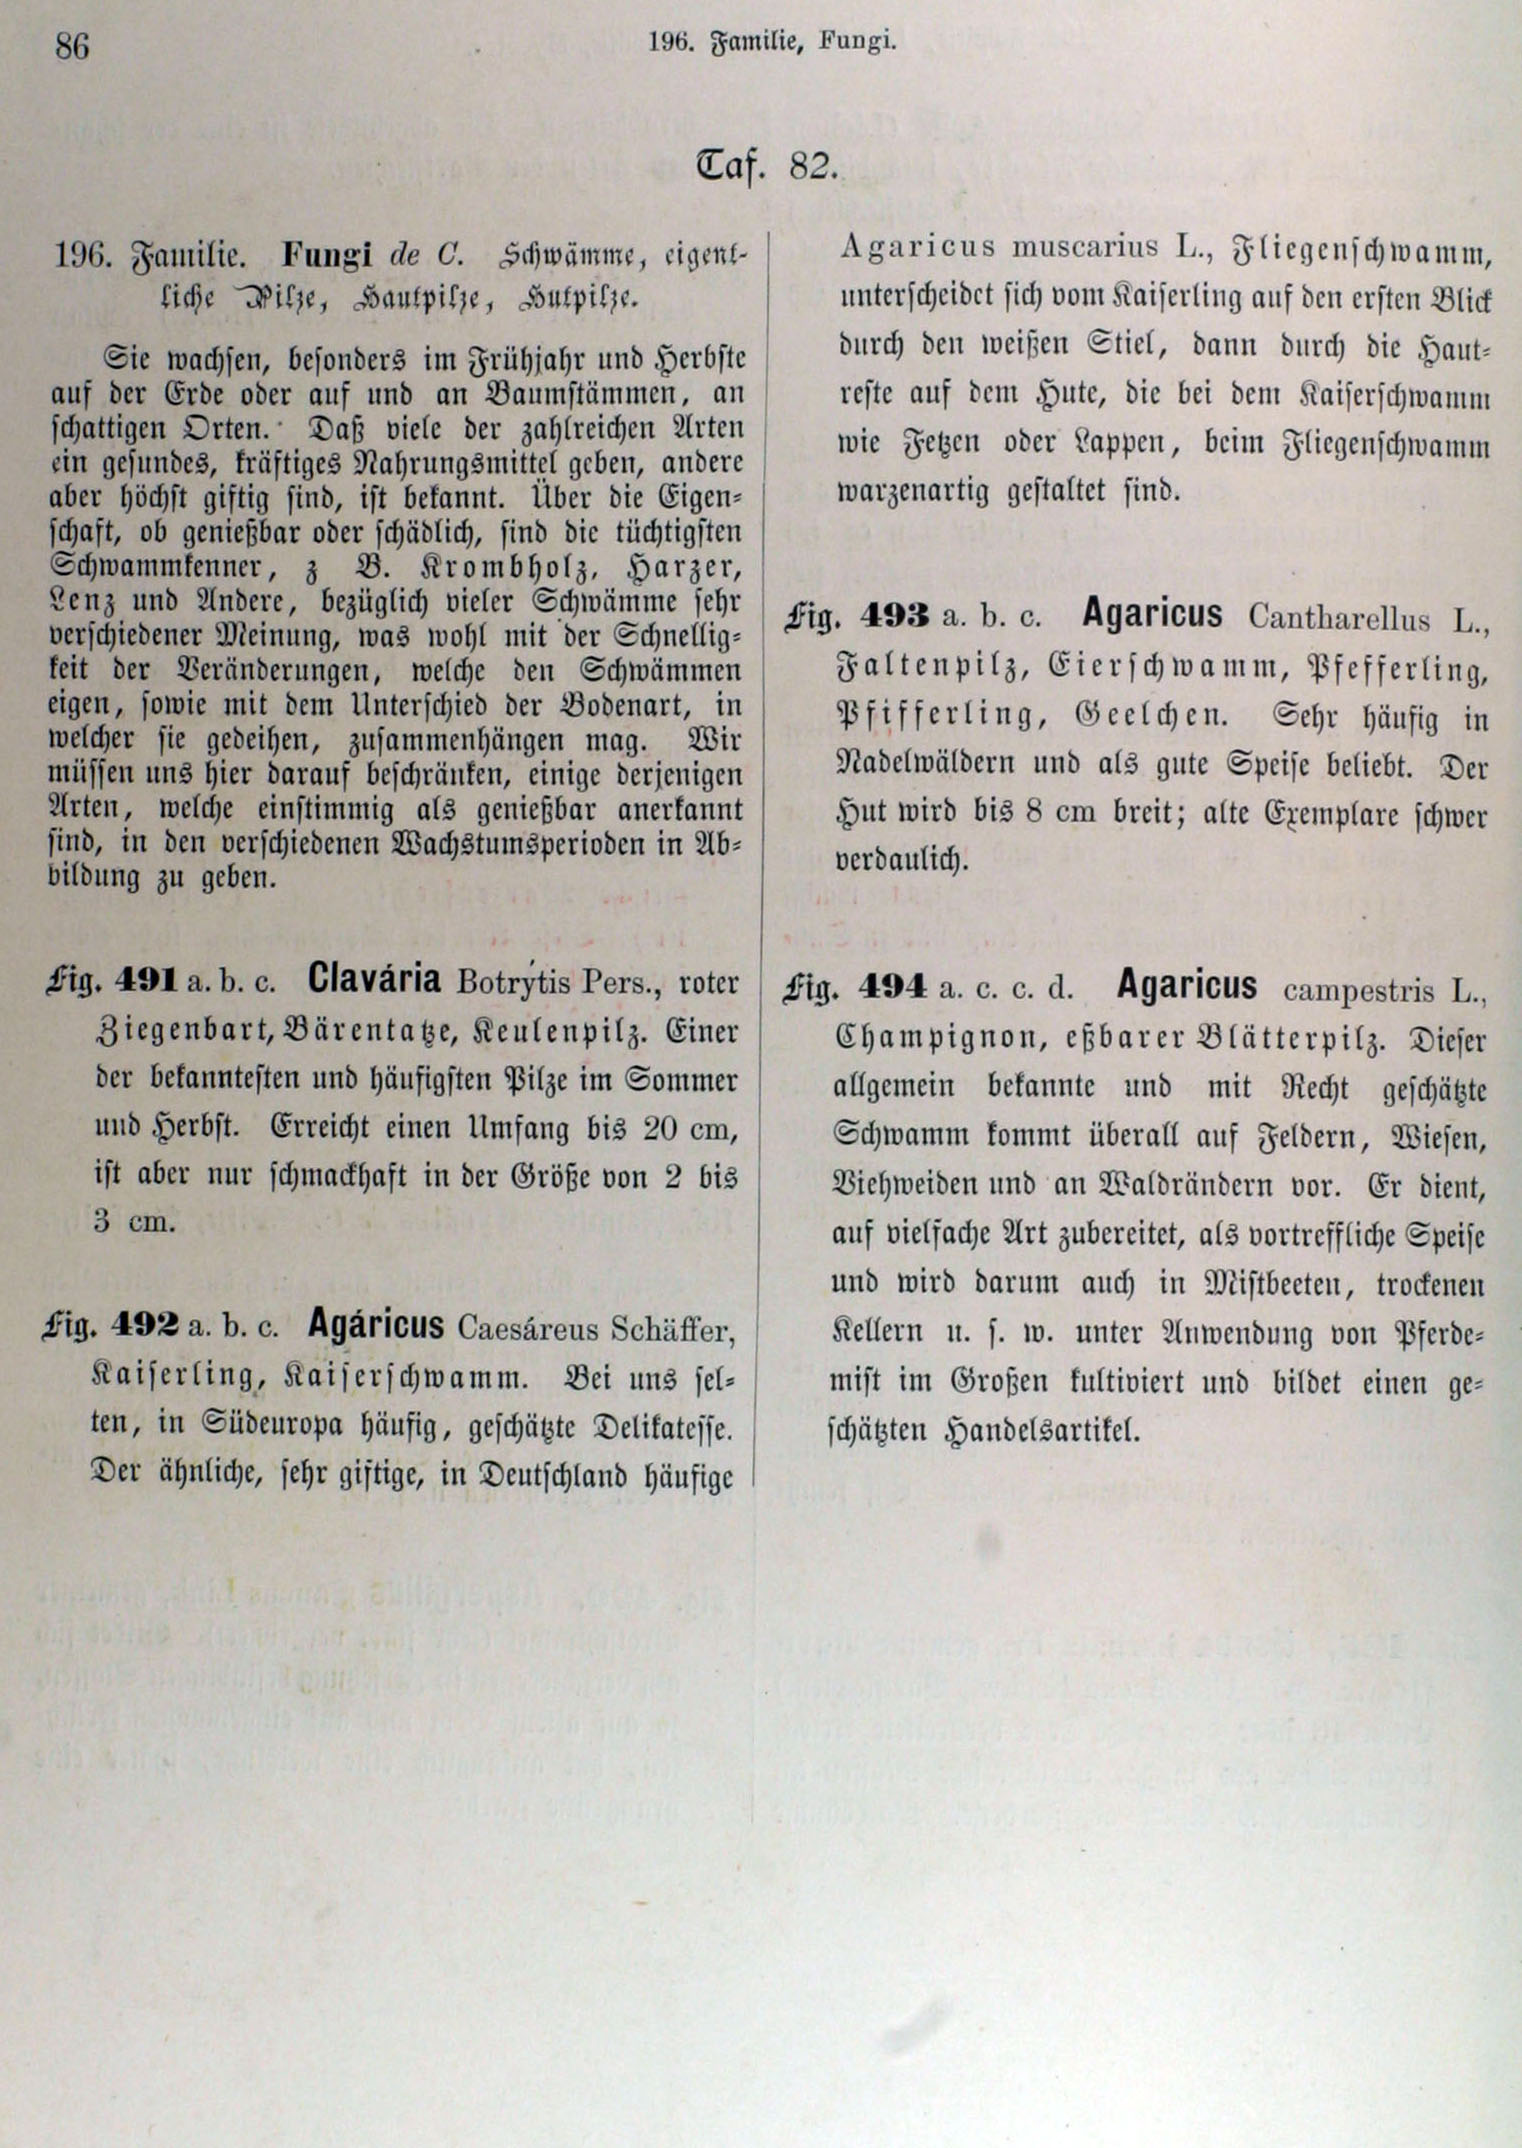 86
196. Familie, Fungi.
Taf. 82.
196. Familie. Fungi de C. Schwämme, eigent-
liche Pilze, Hautpilze, Hutpilze.
Sie wachsen, besonders im Frühjahr und Herbste
auf der Erde oder auf und an Baumstämmen, an
schattigen Orten. Daß viele der zahlreichen Arten
ein gesundes, kräftiges Nahrungsmittel geben, andere
aber höchst giftig sind, ist bekannt. Über die Eigen-
schaft, ob genießbar oder schädlich, sind die tüchtigsten
Schwammkenner, z B. Krombholz, Harzer,
Lenz und Andere, bezüglich vieler Schwämme sehr
verschiedener Meinung, was wohl mit der Schnellig-
keit der Veränderungen, welche den Schwämmen
eigen, sowie mit dem Unterschied der Bodenart, in
welcher sie gedeihen, zusammenhängen mag. Wir
müssen uns hier darauf beschränken, einige derjenigen
Arten, welche einstimmig als genießbar anerkannt
sind, in den verschiedenen Wachstumsperioden in Ab-
bildung zu geben.
Fig. 491 a. b. c. Clavária Botrýtis Pers., roter
Ziegenbart, Bärentatze, Keulenpilz. Einer
der bekanntesten und häufigsten Pilze im Sommer
und Herbst. Erreicht einen Umfang bis 20 cm,
ist aber nur schmackhaft in der Größe von 2 bis
3 cm.
Fig. 492 a. b. c. Agáricus Caesáreus Schäffer,
Kaiserling, Kaiserschwamm. Bei uns sel-
ten, in Südeuropa häufig, geschätzte Delikatesse.
Der ähnliche, sehr giftige, in Deutschland häufige
Agaricus muscarius L., Fliegenschwamm,
unterscheidet sich vom Kaiserling auf den ersten Blick
durch den weißen Stiel, dann durch die Haut-
reste auf dem Hute, die bei dem Kaiserschwamm
wie Fetzen oder Lappen, beim Fliegenschwamm
warzenartig gestaltet sind.
Fig. 493 a. b. c. Agaricus Cantharellus L.,
Faltenpilz, Eierschwamm, Pfefferling,
Pfifferling, Geelchen. Sehr häufig in
Nadelwäldern und als gute Speise beliebt. Der
Hut wird bis 8 cm breit; alte Exemplare schwer
verdaulich.
Fig. 494 a. c. c. d. Agaricus campestris L.,
Champignon, eßbarer Blätterpilz. Dieser
allgemein bekannte und mit Recht geschätzte
Schwamm kommt überall auf Feldern, Wiesen,
Viehweiden und an Waldrändern vor. Er dient,
auf vielfache Art zubereitet, als vortreffliche Speise
und wird darum auch in Mistbeeten, trockenen
Kellern u. s. w. unter Anwendung von Pferde-
mist im Großen kultiviert und bildet einen ge-
schätzten Handelsartikel.